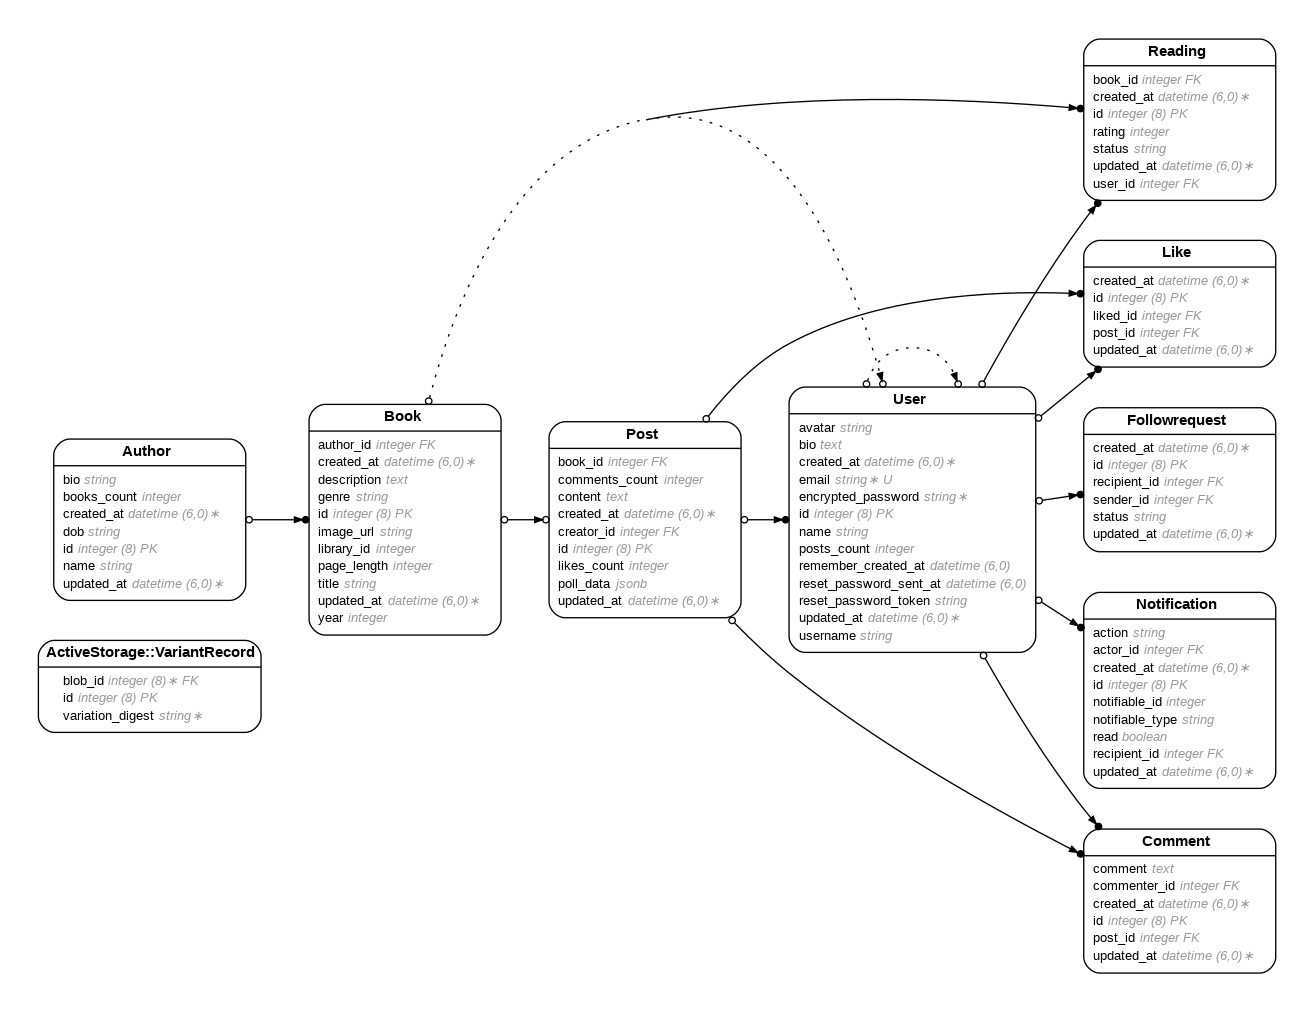 Author
bio string
books_count integer
created_at datetime (6,0)∗
dob string
id integer (8) PK
name string
updated_at datetime (6,0)∗
ActiveStorage::VariantRecord
blob_id integer (8)∗ FK
id integer (8) PK
variation_digest string∗
Book
author_id integer FK
created_at datetime (6,0)∗
description text
genre string
id integer (8) PK
image_url string
library_id integer
page_length integer
title string
updated_at datetime (6,0)∗
year integer
Post
book_id integer FK
comments_count integer
content text
created_at datetime (6,0)∗
creator_id integer FK
id integer (8) PK
likes_count integer
poll_data jsonb
updated_at datetime (6,0)∗
User
avatar string
bio text
created_at datetime (6,0)∗
email string∗ U
encrypted_password string∗
id integer (8) PK
name string
posts_count integer
remember_created_at datetime (6,0)
reset_password_sent_at datetime (6,0)
reset_password_token string
updated_at datetime (6,0)∗
username string
Reading
book_id integer FK
created_at datetime (6,0)∗
id integer (8) PK
rating integer
status string
updated_at datetime (6,0)∗
user_id integer FK
Like
created_at datetime (6,0)∗
id integer (8) PK
liked_id integer FK
post_id integer FK
updated_at datetime (6,0)∗
Followrequest
created_at datetime (6,0)∗
id integer (8) PK
recipient_id integer FK
sender_id integer FK
status string
updated_at datetime (6,0)∗
Notification
action string
actor_id integer FK
created_at datetime (6,0)∗
id integer (8) PK
notifiable_id integer
notifiable_type string
read boolean
recipient_id integer FK
updated_at datetime (6,0)∗
Comment
comment text
commenter_id integer FK
created_at datetime (6,0)∗
id integer (8) PK
post_id integer FK
updated_at datetime (6,0)∗